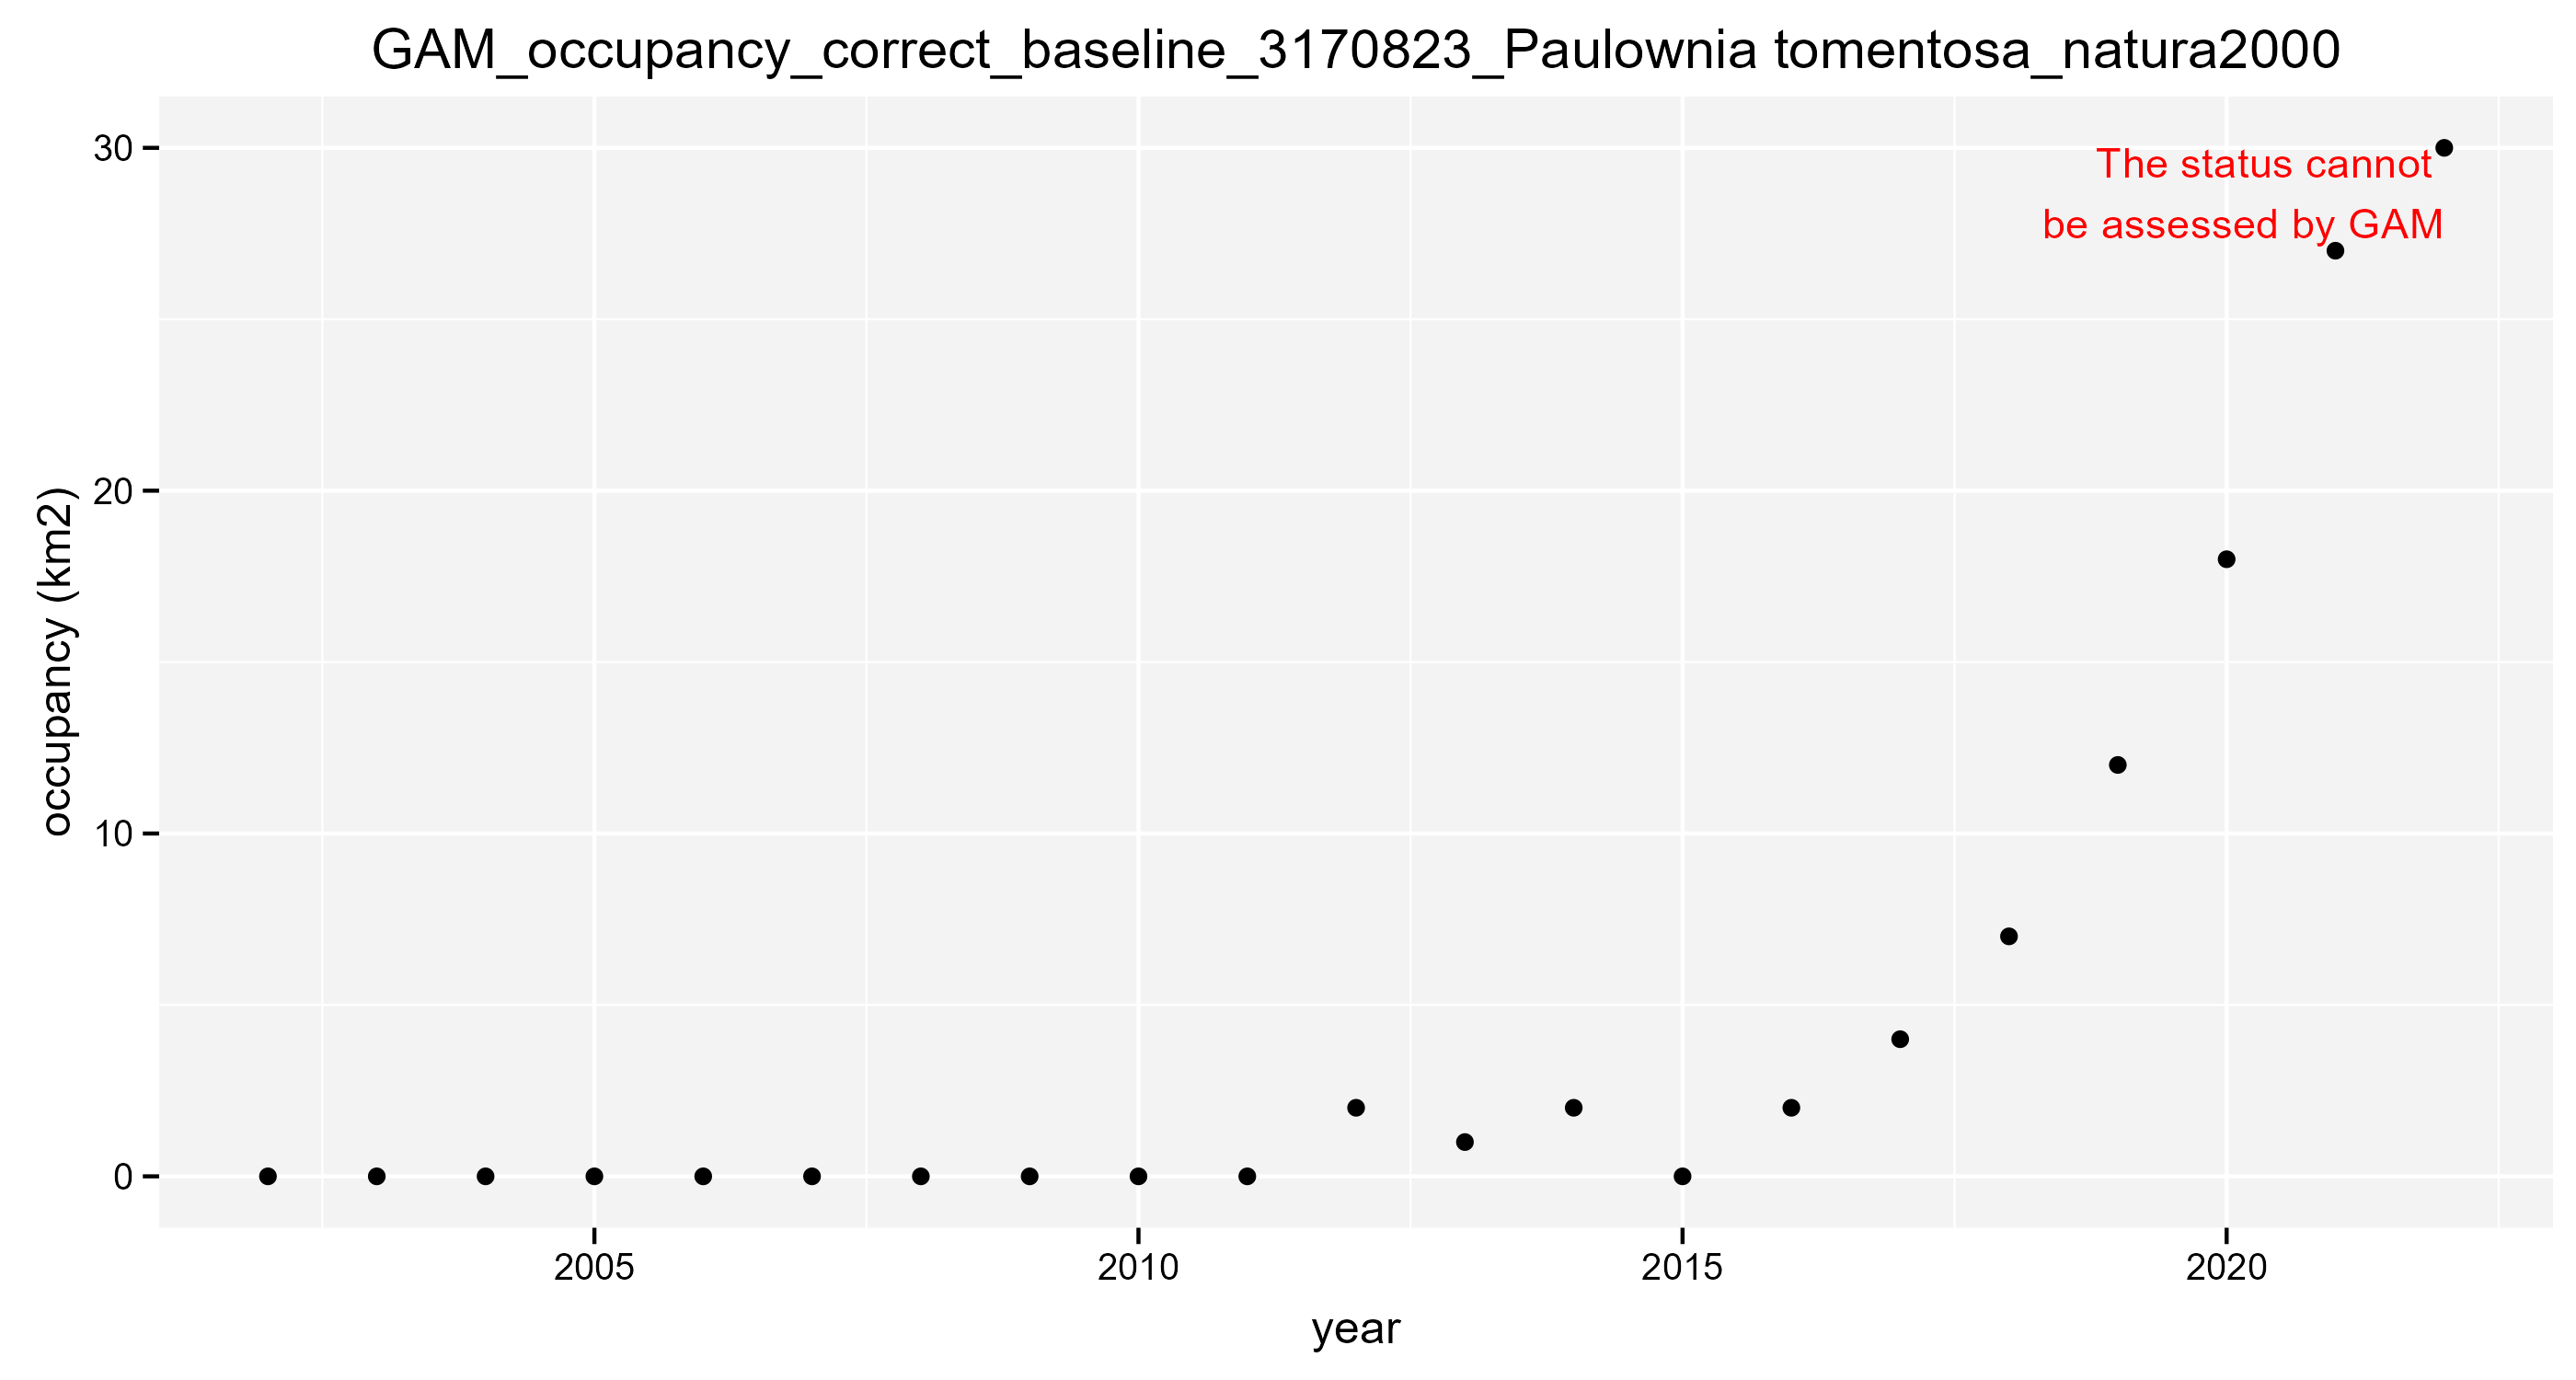 GAM_occupancy_correct_baseline_3170823_Paulownia tomentosa_natura2000
30
The status cannot
be assessed by GAM
20
occupancy (km2)
10
0
2005 2010 2015 2020
year